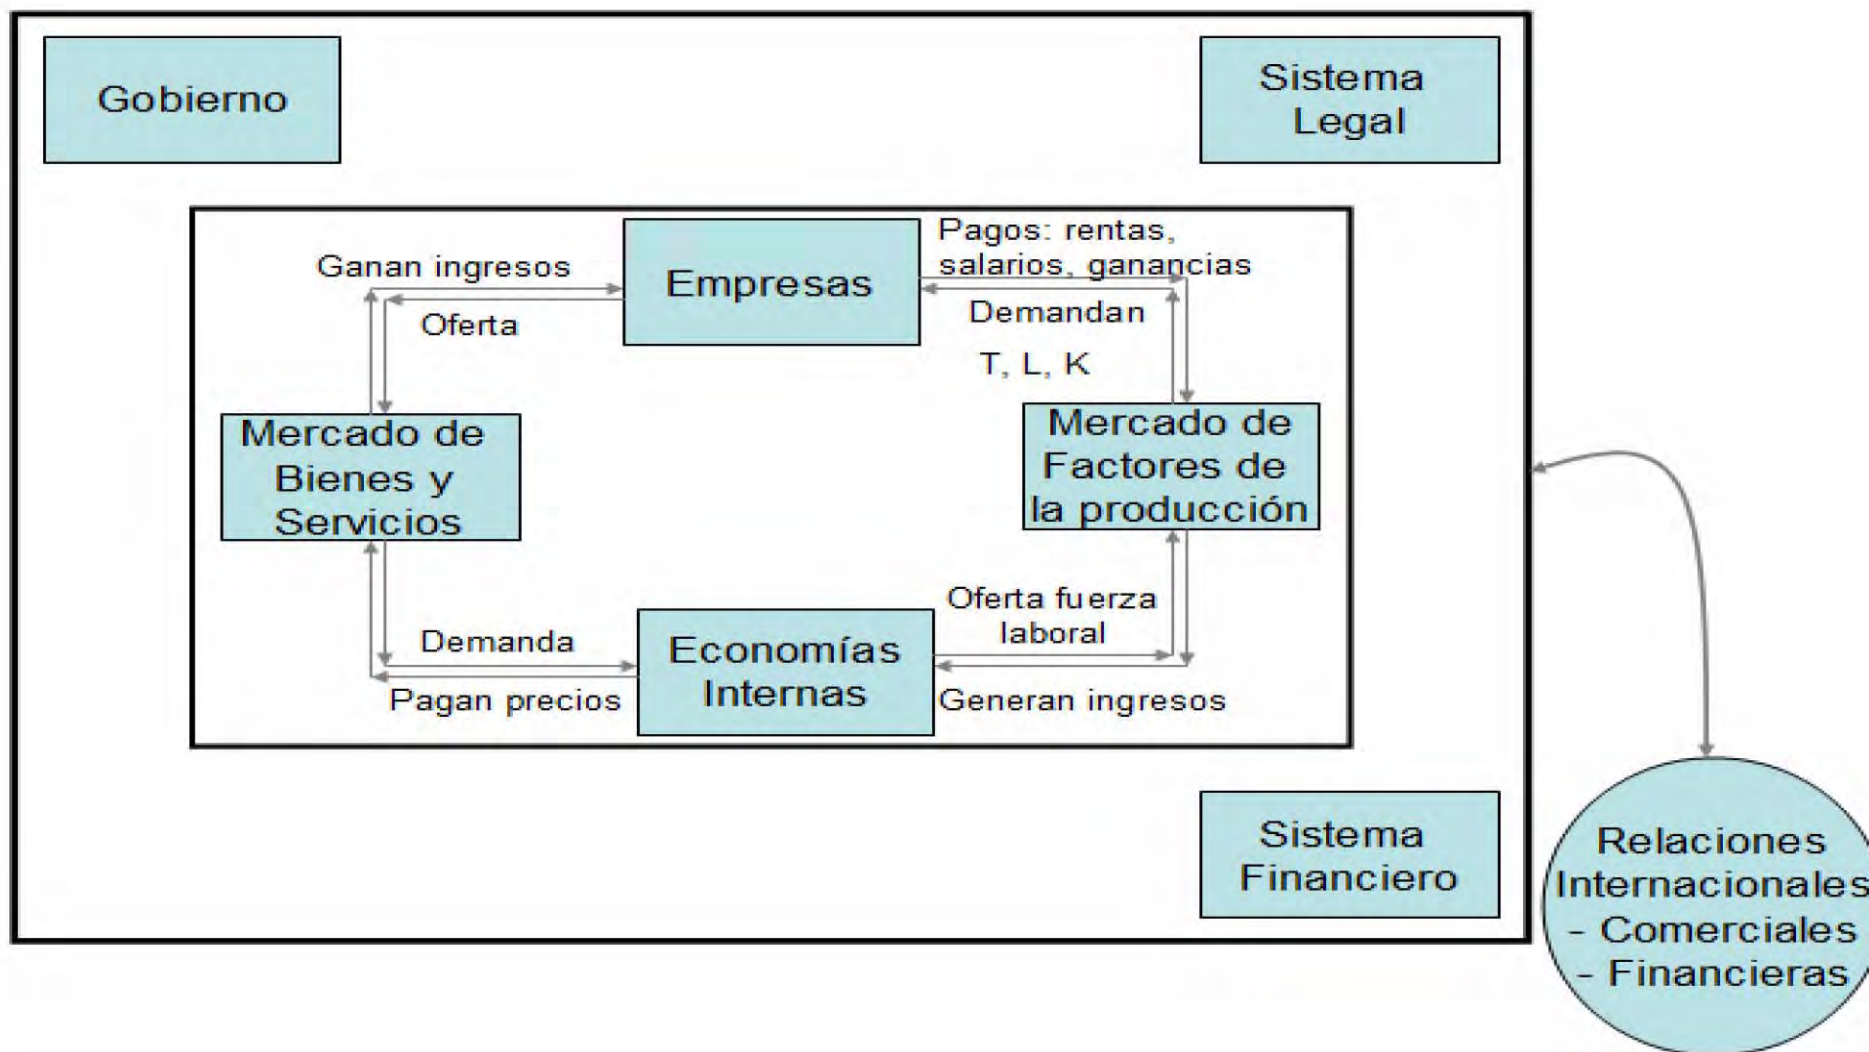 Gobierno
Sistema
Legal
Ganan ingresos
Oferta
Empresas
Pagos: rentas,
salarios, ganancias
Demandan
T, L, K
Mercado de
Bienes y
Servicios
Mercado de
Factores de
la producción
Demanda
Pagan precios
Economías
Internas
Oferta fuerza
laboral
Generan ingresos
Sistema
Financiero
Relaciones
Internacionales
- Comerciales
- Financieras